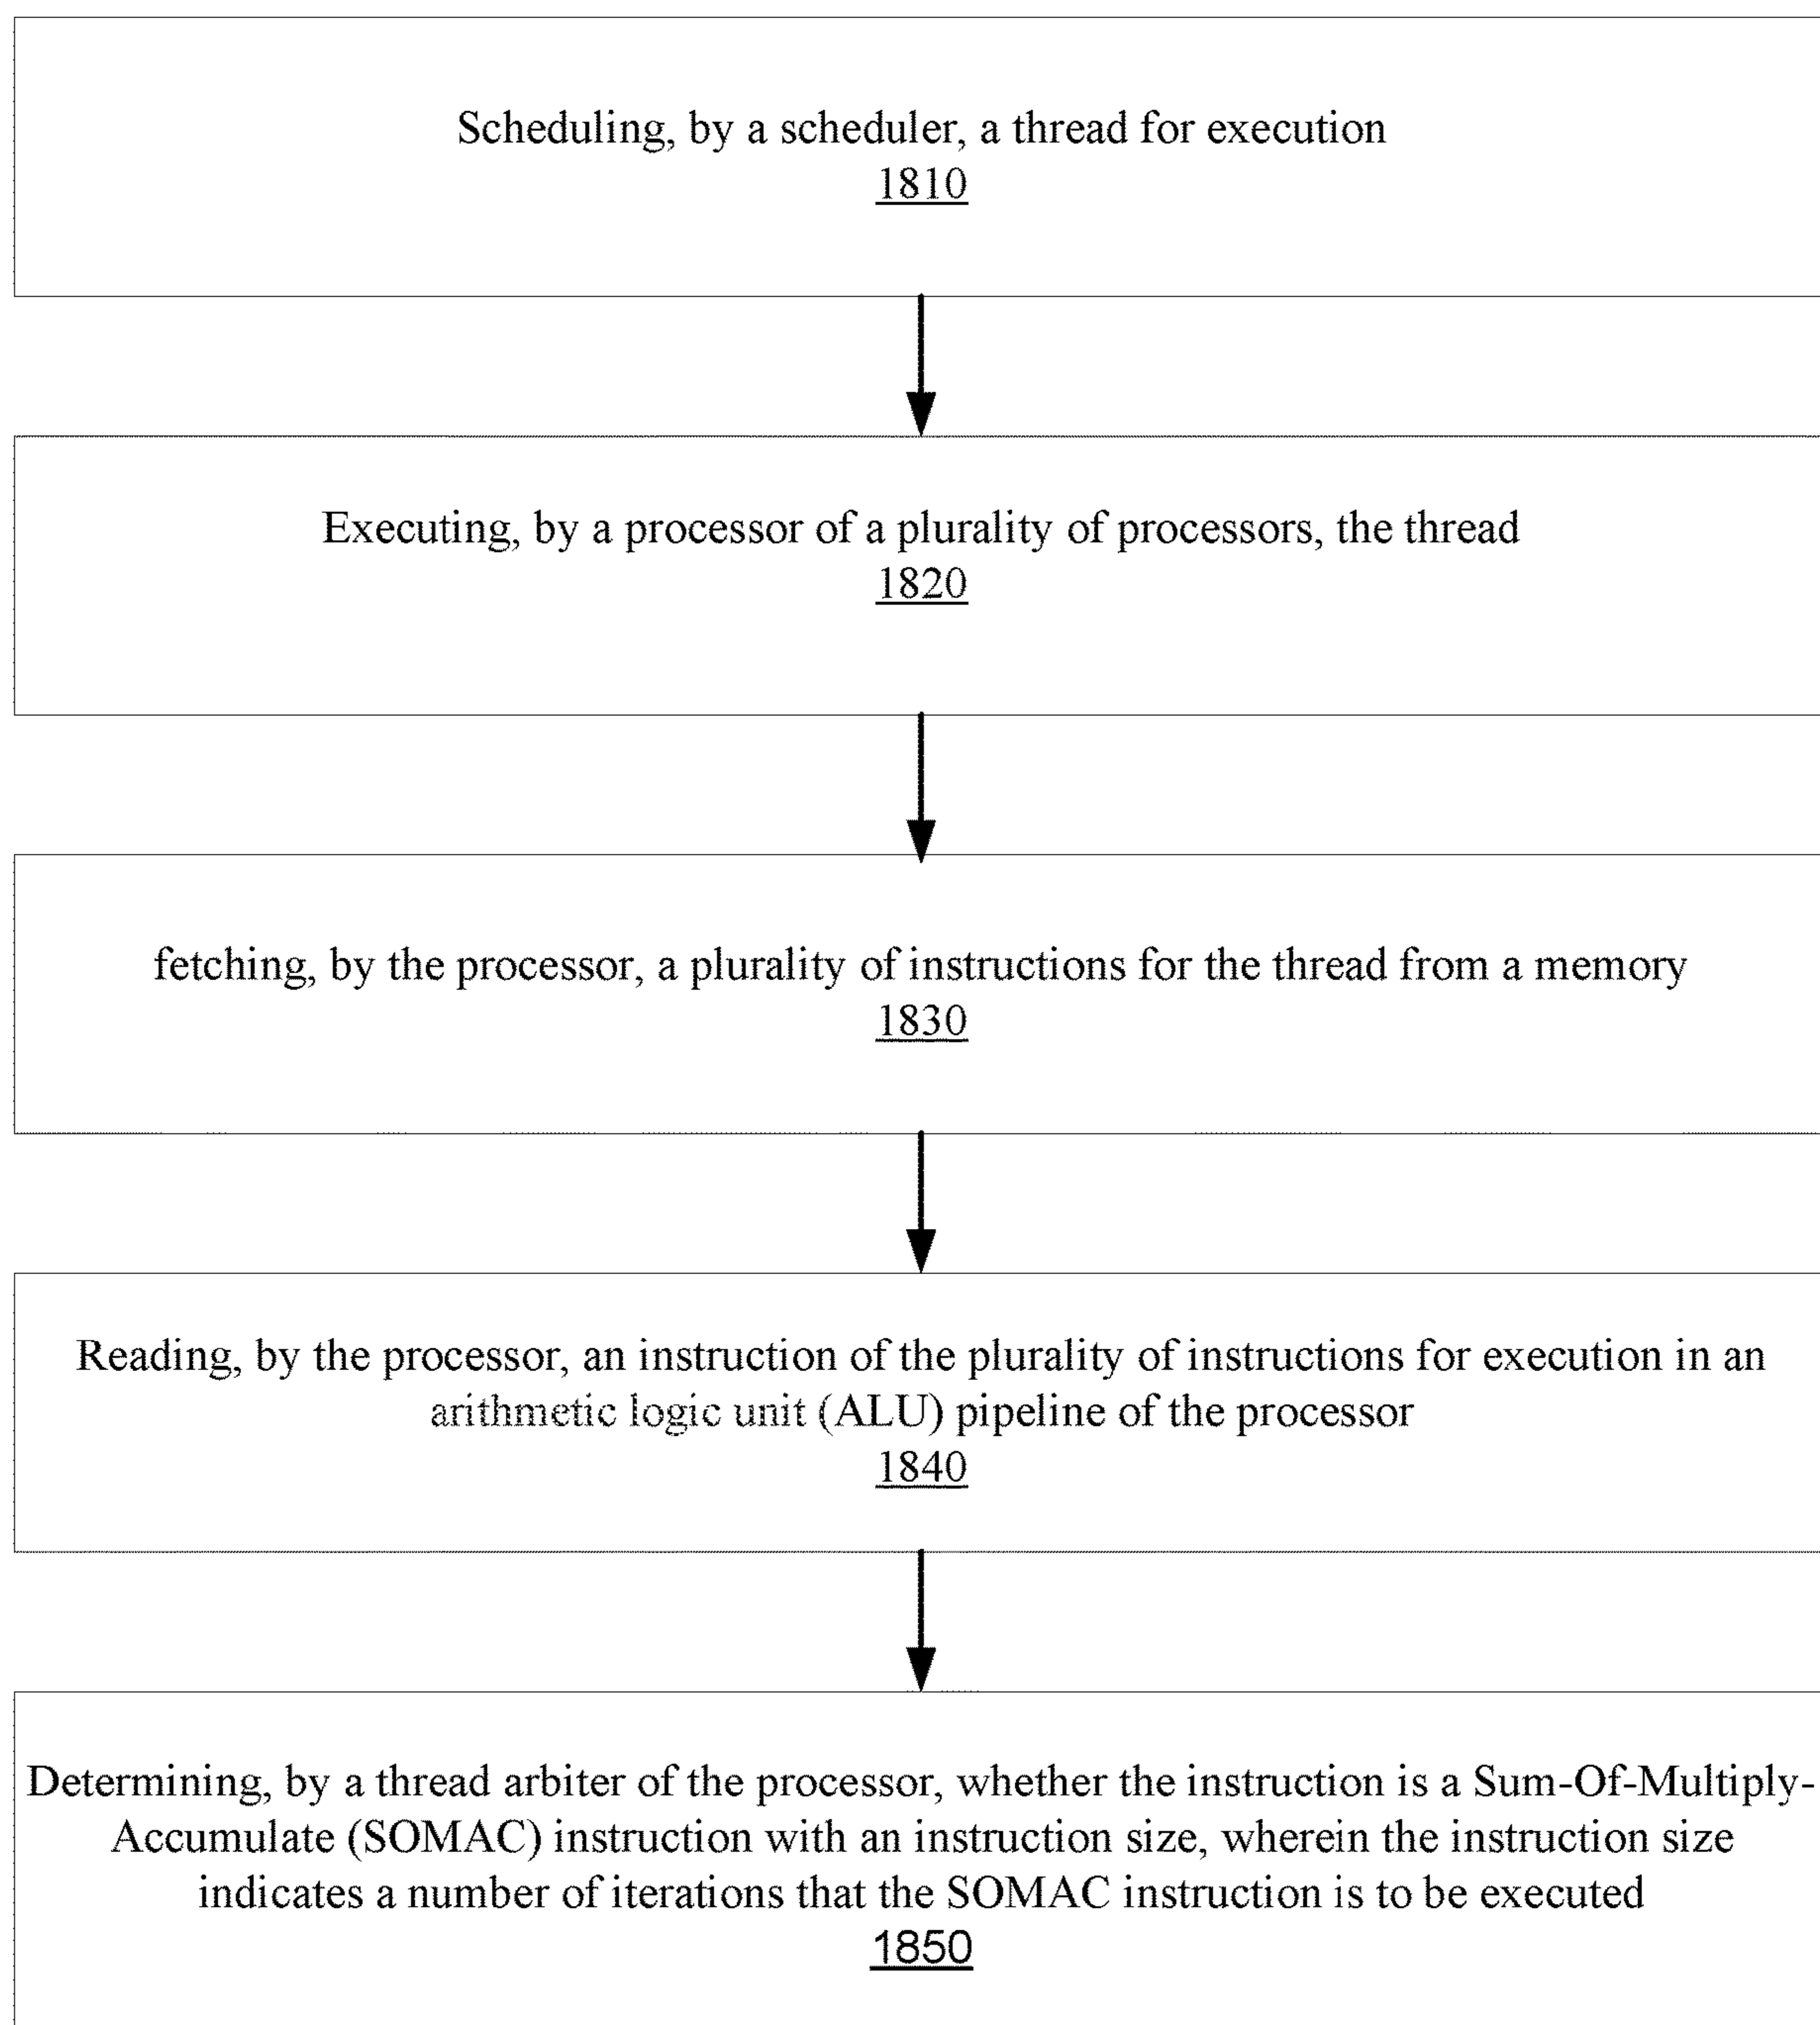 Scheduling, by a scheduler, a thread for execution
1810
Executing, by a processor of a plurality of processors, the thread
1820
fetching, by the processor, a plurality of instructions for the thread from a memory
1830
Reading, by the processor, an instruction of the plurality of instructions for execution in an
arithmetic logic unit (ALU) pipeline of the processor
1840
Determining, by a thread arbiter of the processor, whether the instruction is a Sum-Of-Multiply-
Accumulate (SOMAC) instruction with an instruction size, wherein the instruction size
indicates a number of iterations that the SOMAC instruction is to be executed
1850